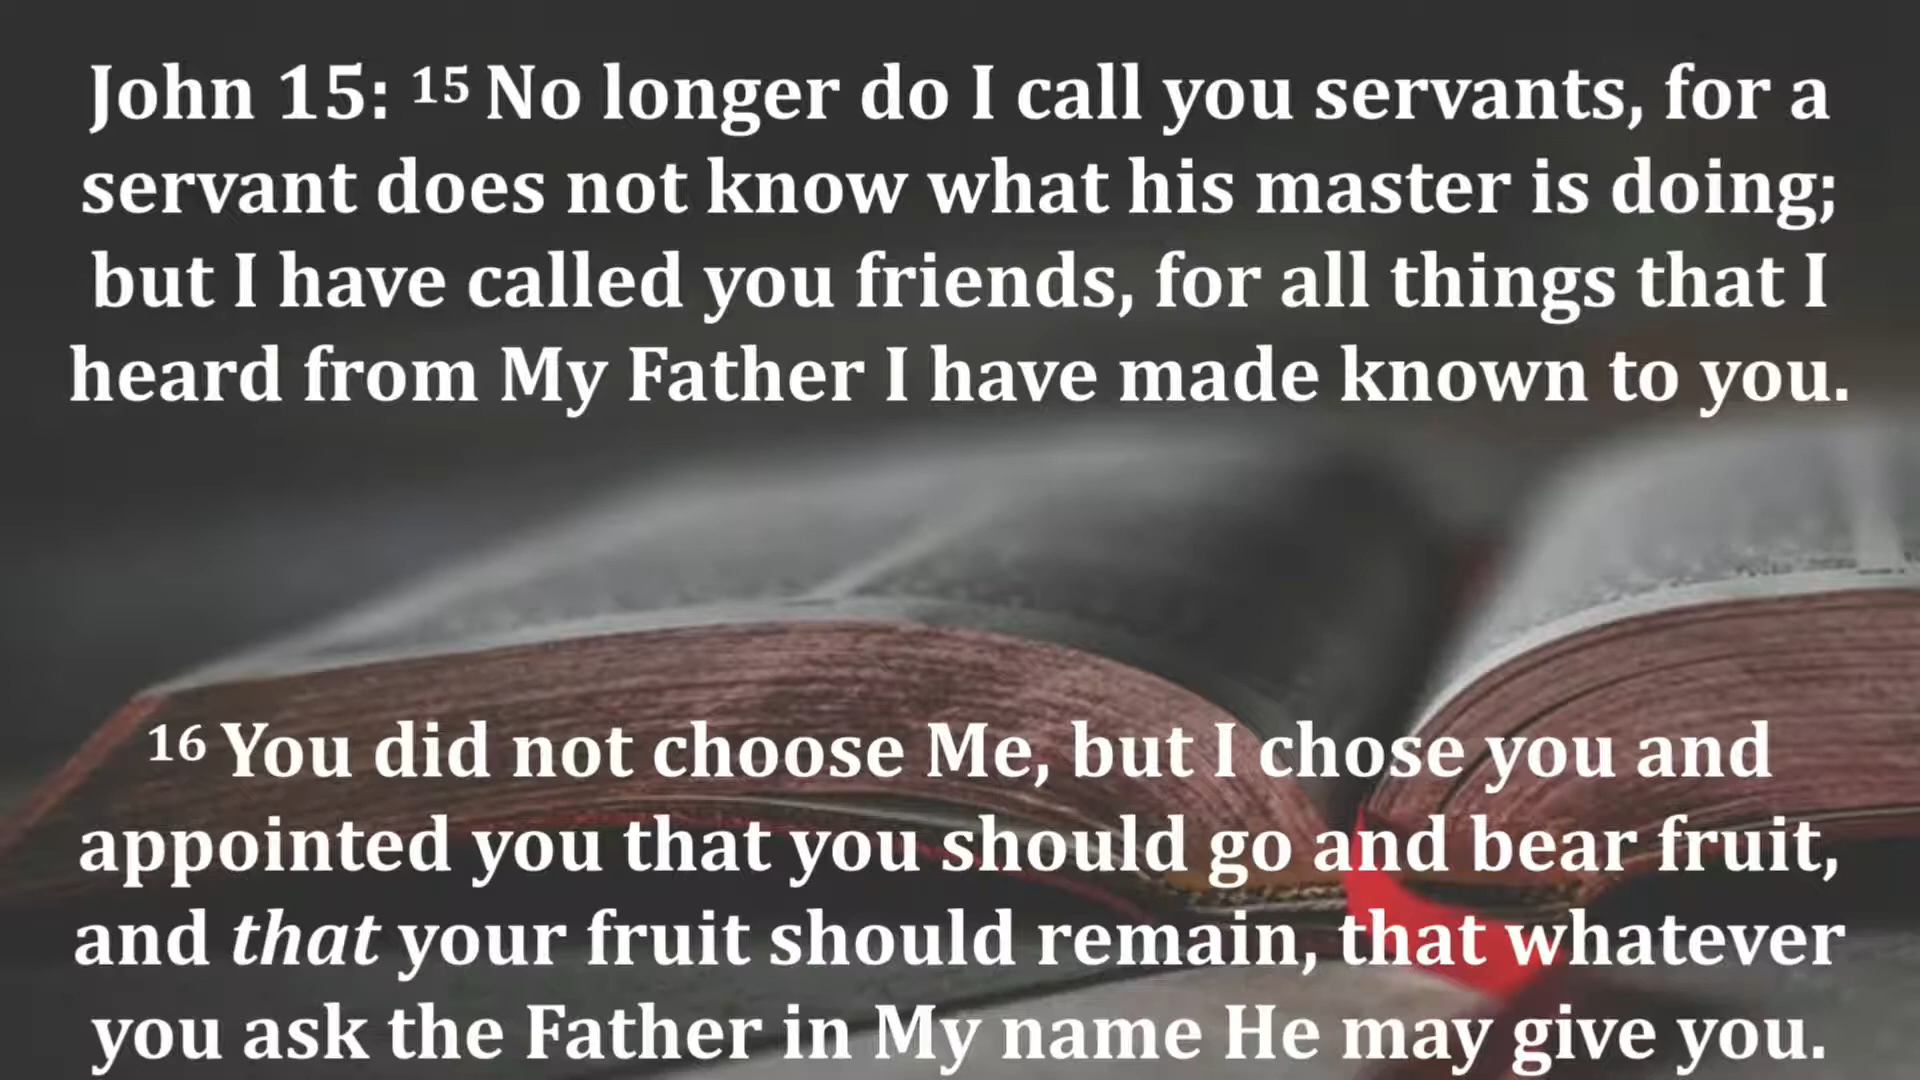 John 15: 15 No longer do I call you servants, for a
servant does not know what his master is doing;
but I have called you friends, for all things that I
heard from My Father I have made known to you.
16 You did not choose Me, but I chose you and
appointed you that you should go and bear fruit,
and that your fruit should remain, that whatever
you ask the Father in My name He may give you.